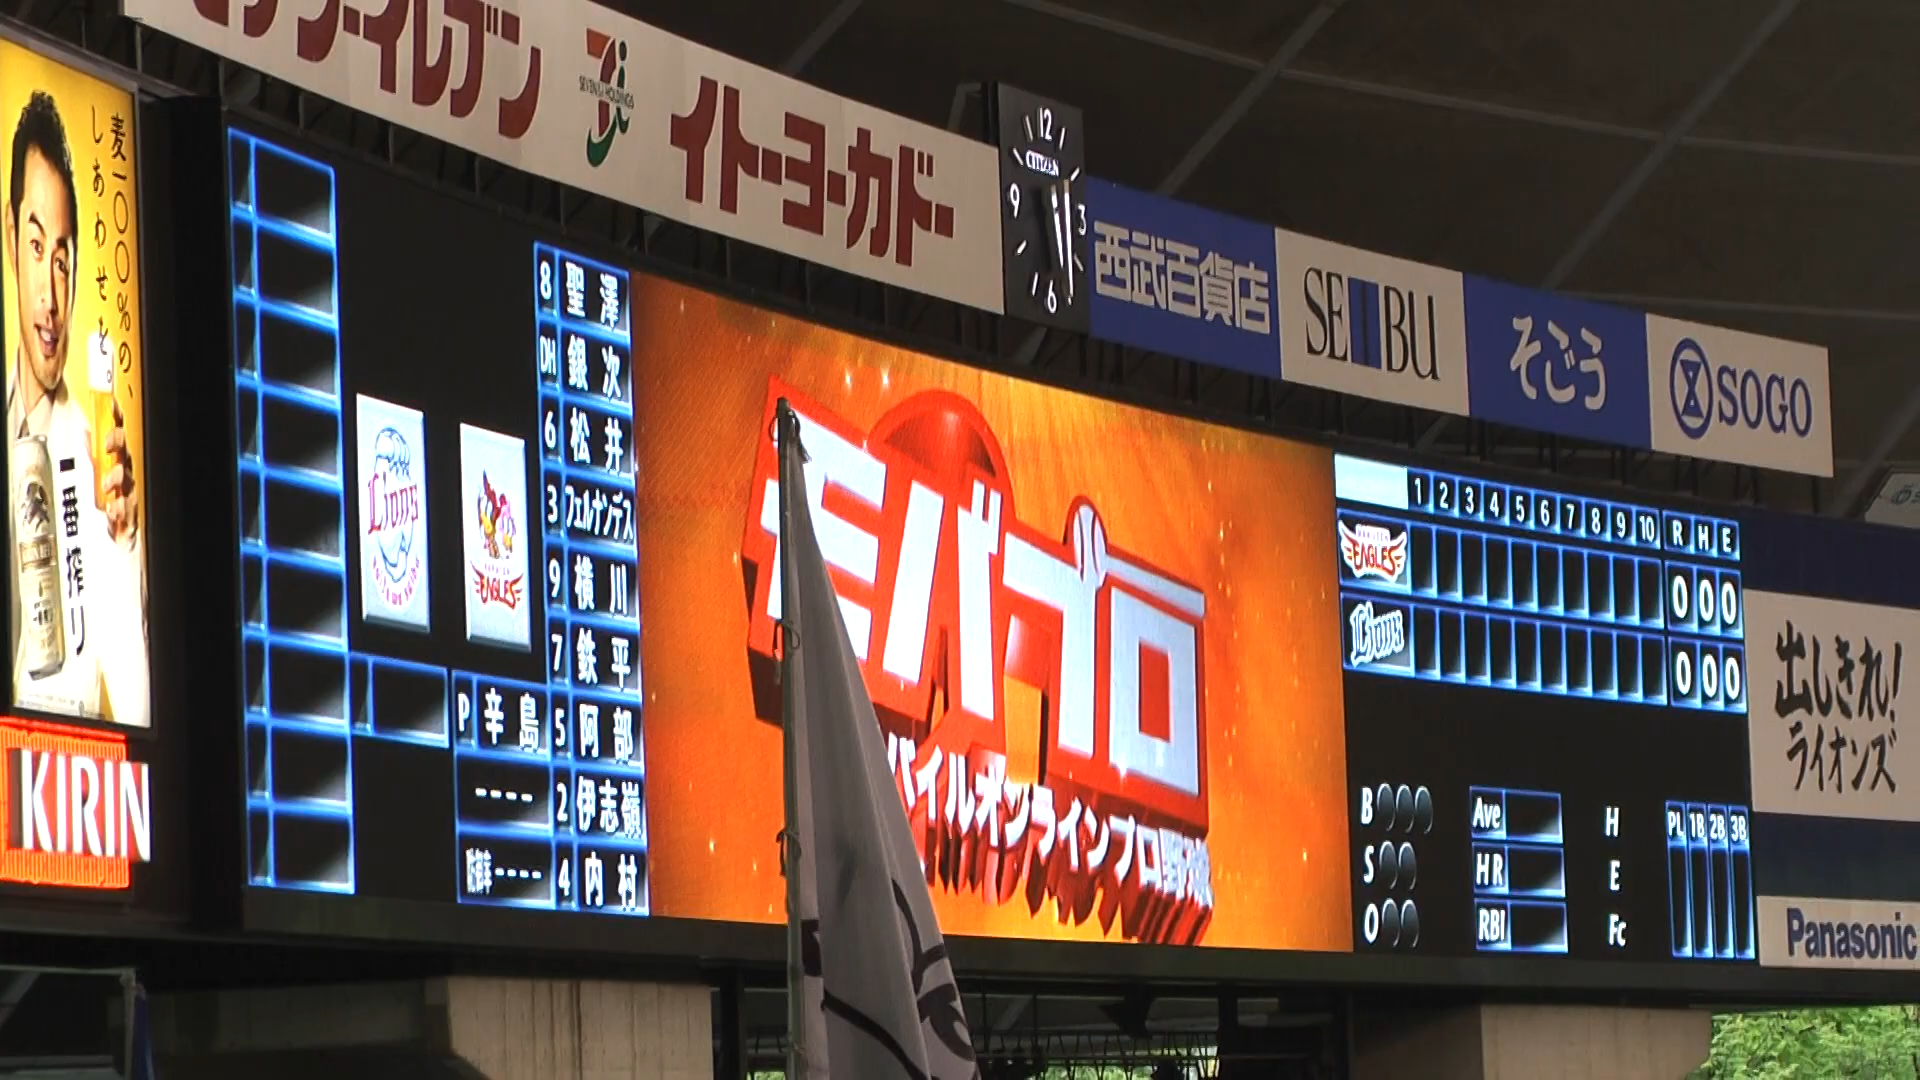 セブン-イレブン
SEVEN&i HOLDINGS
イトーヨーカドー
12
CITIZEN
9
3
6
西武百貨店
SEIBU
そごう
SOGO
麦一〇〇%の、
しあわせを。
一番搾り
KIRIN
Lions
EAGLES
8 聖澤
DH 銀次
6 松井
3 フェルナンデス
9 横川
7 鉄平
5 阿部
2 伊志嶺
4 内村
P 辛島
----
----
モバプロ
バイルオンラインプロ野球
1 2 3 4 5 6 7 8 9 10 R H E
EAGLES 0 0 0
Lions 0 0 0
B
S
O
Ave
HR
RBI
H
E
Fc
PL 1B 2B 3B
出しきれ!
ライオンズ
Panasonic